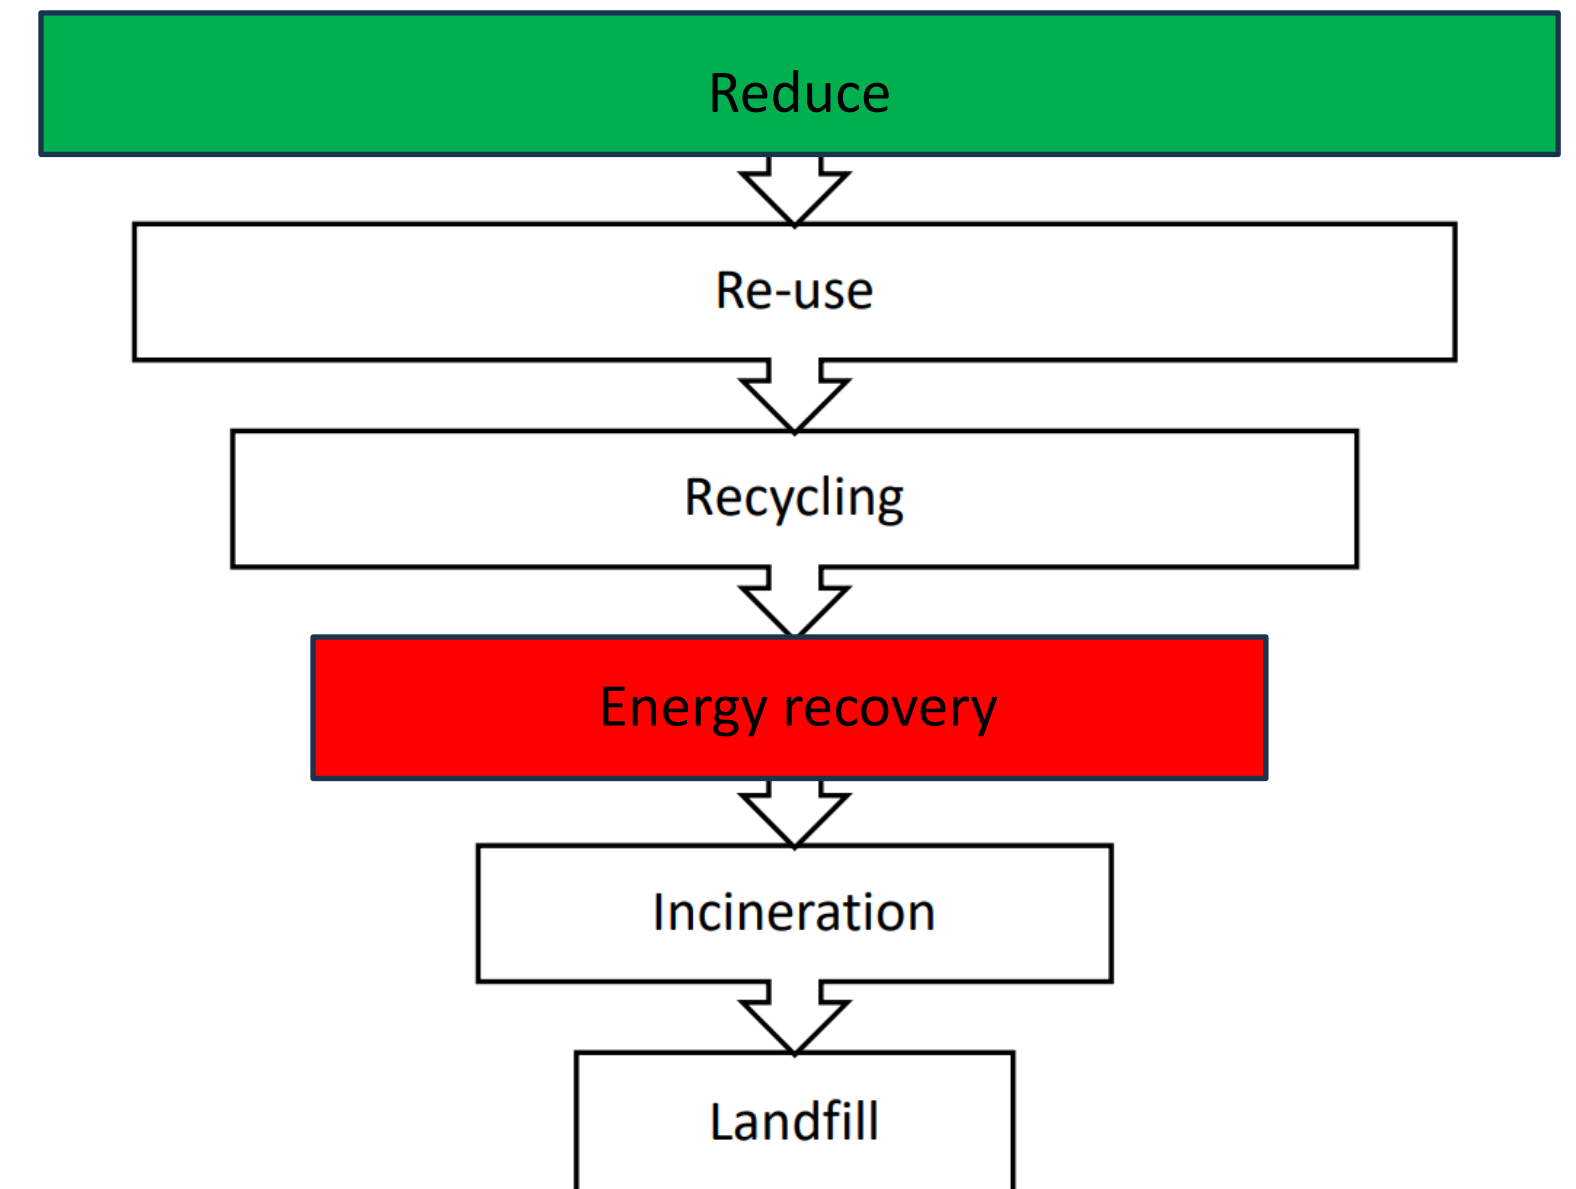 Reduce
Re-use
Recycling
Energy recovery
Incineration
Landfill